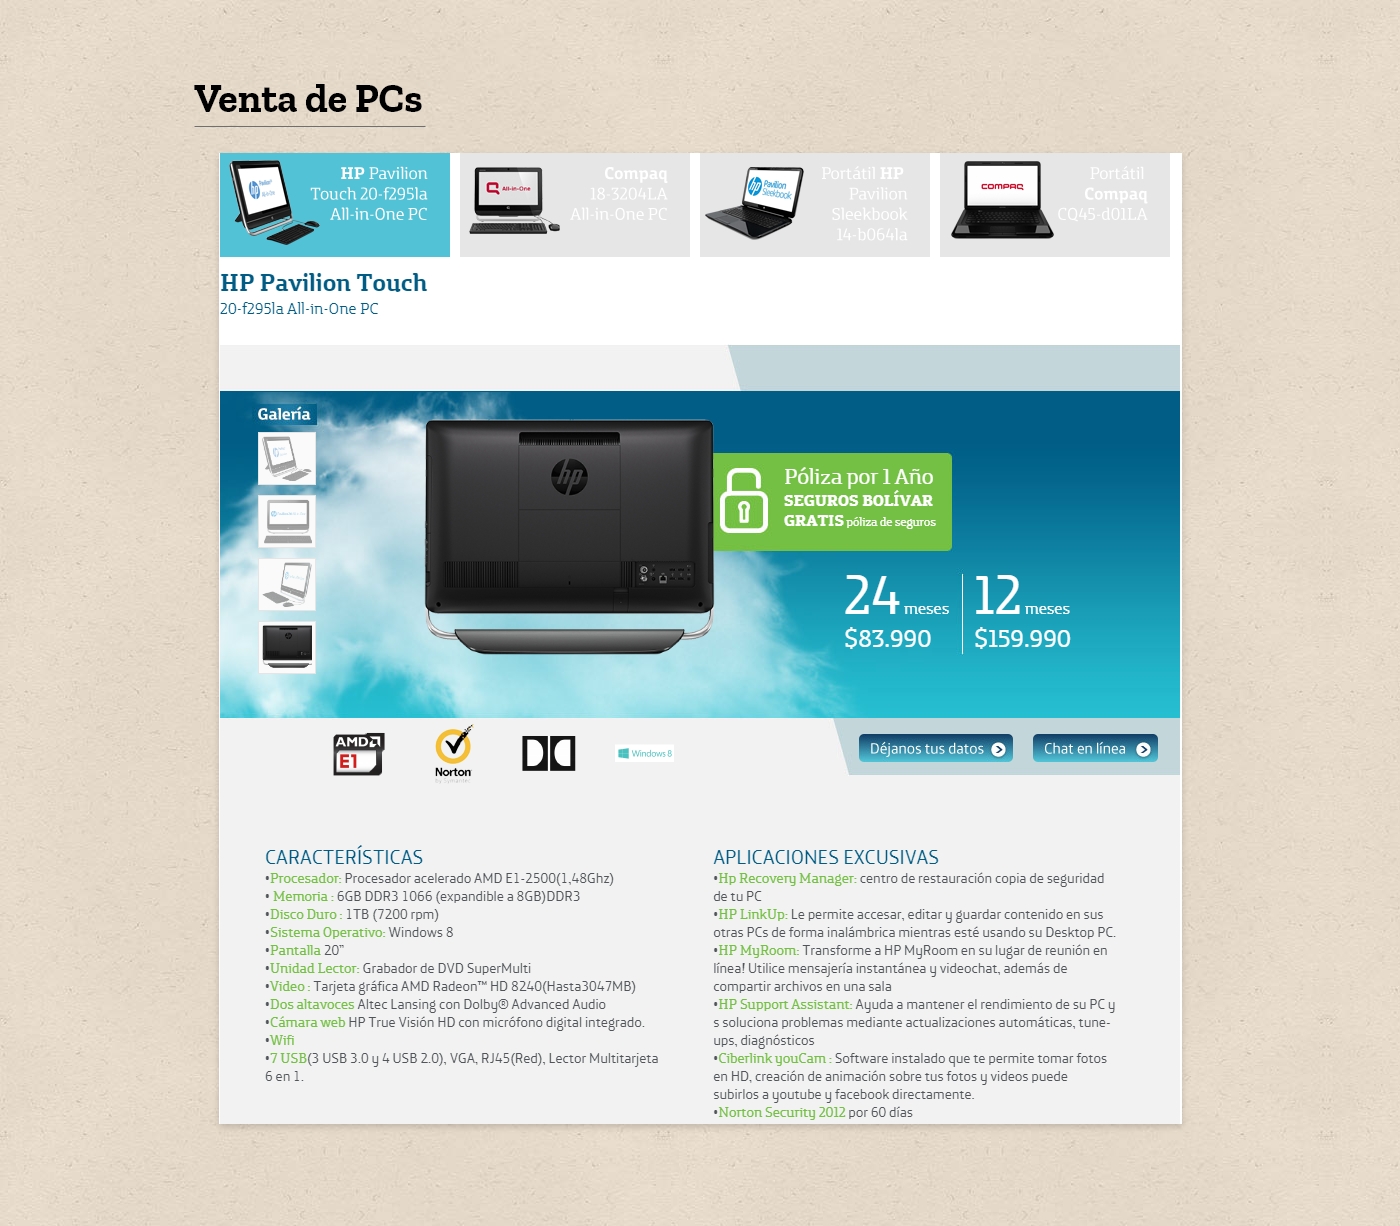 Venta de PCs
HP Pavilion
Touch 20-f295la
All-in-One PC
Compaq
18-3204LA
All-in-One PC
Portátil HP
Pavilion
Sleekbook
14-b064la
Portátil
Compaq
CQ45-d01LA
HP Pavilion Touch
20-f295la All-in-One PC
Galería
hp
Póliza por 1 Año
SEGUROS BOLÍVAR
GRATIS póliza de seguros
24 meses
$83.990
12 meses
$159.990
AMD
E1
Norton
by Symantec
Windows 8
Déjanos tus datos
Chat en línea
CARACTERÍSTICAS
•Procesador: Procesador acelerado AMD E1-2500(1,48Ghz)
• Memoria : 6GB DDR3 1066 (expandible a 8GB)DDR3
•Disco Duro : 1TB (7200 rpm)
•Sistema Operativo: Windows 8
•Pantalla 20”
•Unidad Lector: Grabador de DVD SuperMulti
•Video : Tarjeta gráfica AMD Radeon™ HD 8240(Hasta3047MB)
•Dos altavoces Altec Lansing con Dolby® Advanced Audio
•Cámara web HP True Visión HD con micrófono digital integrado.
•Wifi
•7 USB(3 USB 3.0 y 4 USB 2.0), VGA, RJ45(Red), Lector Multitarjeta
6 en 1.
APLICACIONES EXCUSIVAS
•Hp Recovery Manager: centro de restauración copia de seguridad
de tu PC
•HP LinkUp: Le permite accesar, editar y guardar contenido en sus
otras PCs de forma inalámbrica mientras esté usando su Desktop PC.
•HP MyRoom: Transforme a HP MyRoom en su lugar de reunión en
línea! Utilice mensajería instantánea y videochat, además de
compartir archivos en una sala
•HP Support Assistant: Ayuda a mantener el rendimiento de su PC y
s soluciona problemas mediante actualizaciones automáticas, tune-
ups, diagnósticos
•Ciberlink youCam : Software instalado que te permite tomar fotos
en HD, creación de animación sobre tus fotos y videos puede
subirlos a youtube y facebook directamente.
•Norton Security 2012 por 60 días